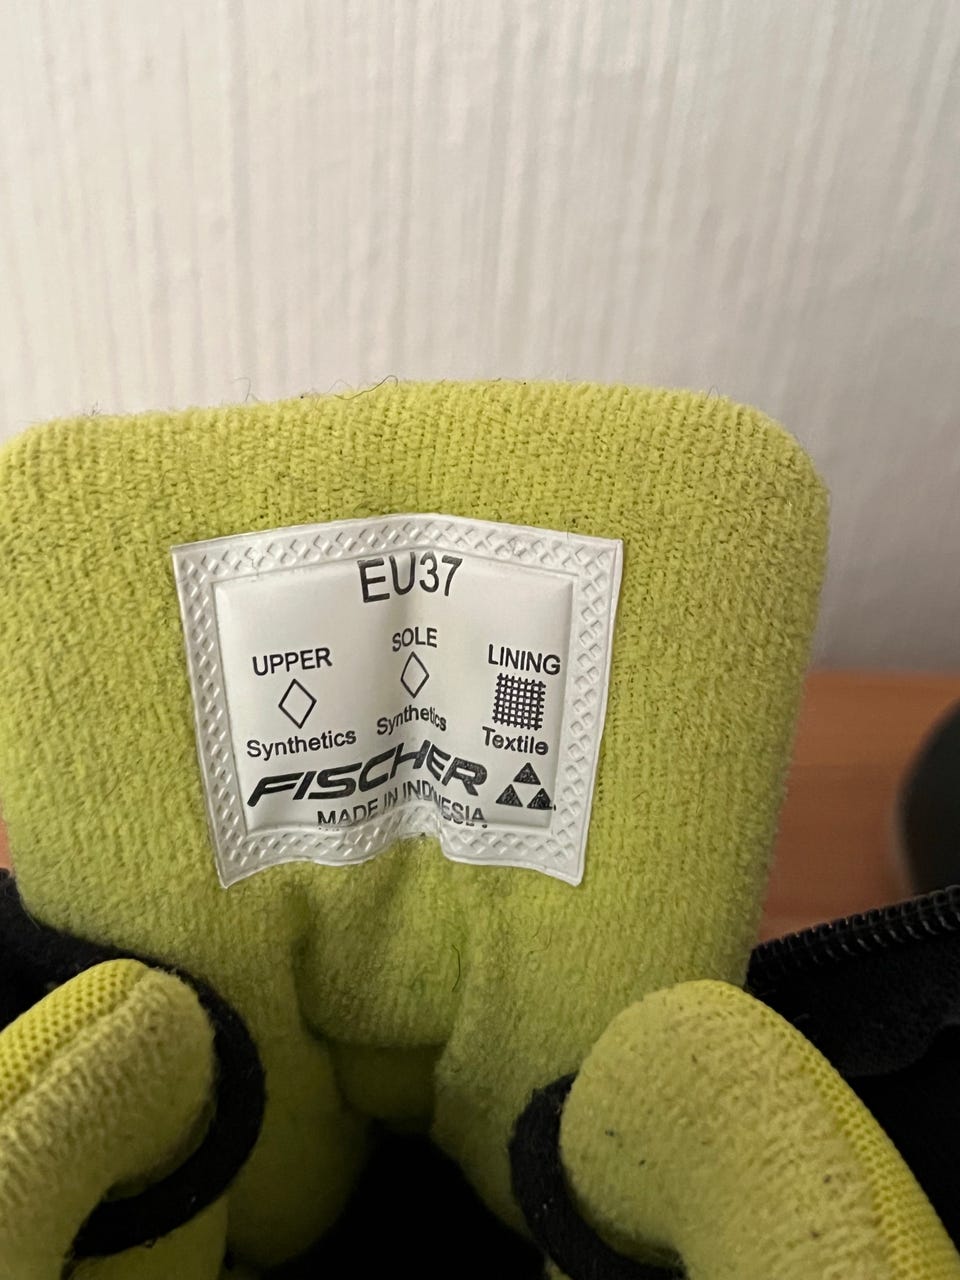 EU37
UPPER SOLE LINING
Synthetics Synthetics Textile
FISCHER
MADE IN INDONESIA